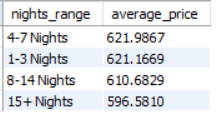 nights_range average_price
4-7 Nights 621.9867
1-3 Nights 621.1669
8-14 Nights 610.6829
15+ Nights 596.5810